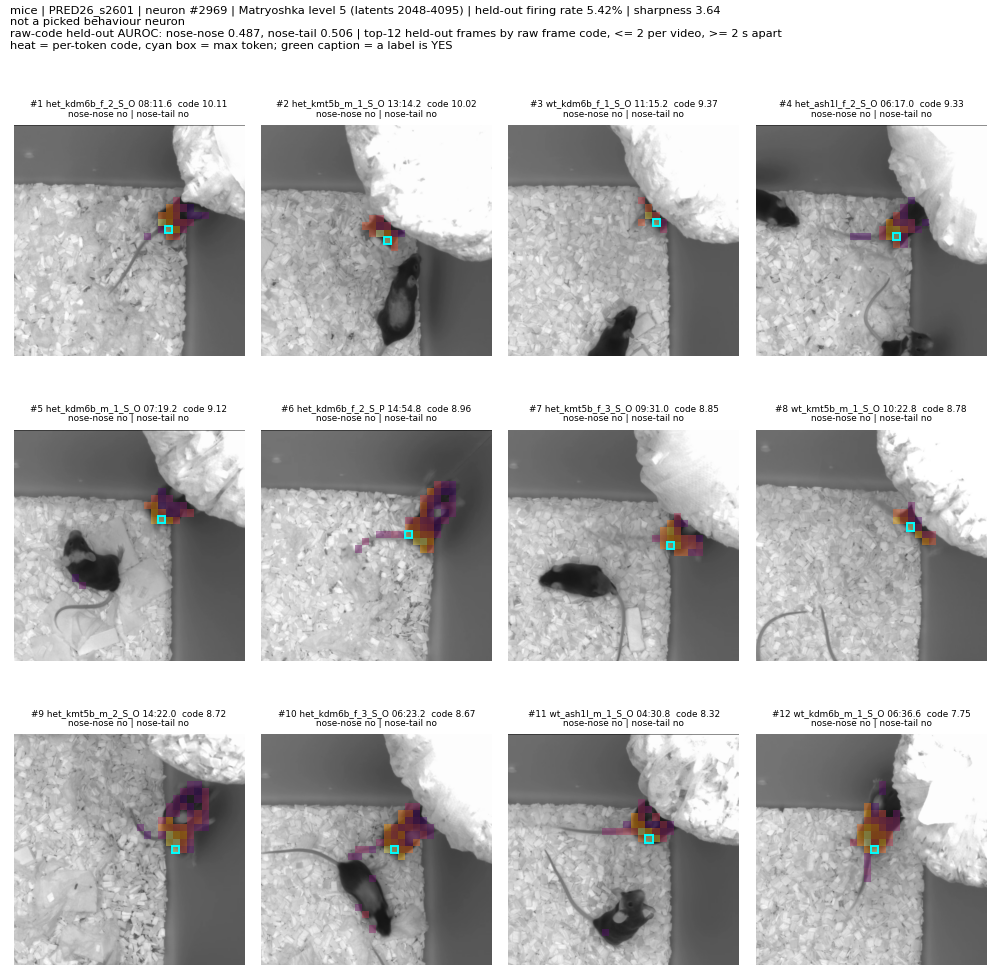 mice | PRED26_s2601 | neuron #2969 | Matryoshka level 5 (latents 2048-4095) | held-out firing rate 5.42% | sharpness 3.64
not a picked behaviour neuron
raw-code held-out AUROC: nose-nose 0.487, nose-tail 0.506 | top-12 held-out frames by raw frame code, <= 2 per video, >= 2 s apart
heat = per-token code, cyan box = max token; green caption = a label is YES
#1 het_kdm6b_f_2_S_O 08:11.6 code 10.11
nose-nose no | nose-tail no
#2 het_kmt5b_m_1_S_O 13:14.2 code 10.02
nose-nose no | nose-tail no
#3 wt_kdm6b_f_1_S_O 11:15.2 code 9.37
nose-nose no | nose-tail no
#4 het_ash1l_f_2_S_O 06:17.0 code 9.33
nose-nose no | nose-tail no
#5 het_kdm6b_m_1_S_O 07:19.2 code 9.12
nose-nose no | nose-tail no
#6 het_kdm6b_f_2_S_P 14:54.8 code 8.96
nose-nose no | nose-tail no
#7 het_kmt5b_f_3_S_O 09:31.0 code 8.85
nose-nose no | nose-tail no
#8 wt_kmt5b_m_1_S_O 10:22.8 code 8.78
nose-nose no | nose-tail no
#9 het_kmt5b_m_2_S_O 14:22.0 code 8.72
nose-nose no | nose-tail no
#10 het_kdm6b_f_3_S_O 06:23.2 code 8.67
nose-nose no | nose-tail no
#11 wt_ash1l_m_1_S_O 04:30.8 code 8.32
nose-nose no | nose-tail no
#12 wt_kdm6b_m_1_S_O 06:36.6 code 7.75
nose-nose no | nose-tail no